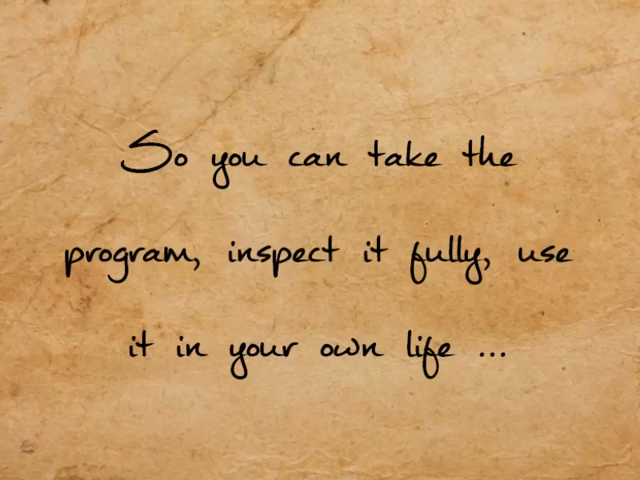 So you can take the
program, inspect it fully, use
it in your own life ...